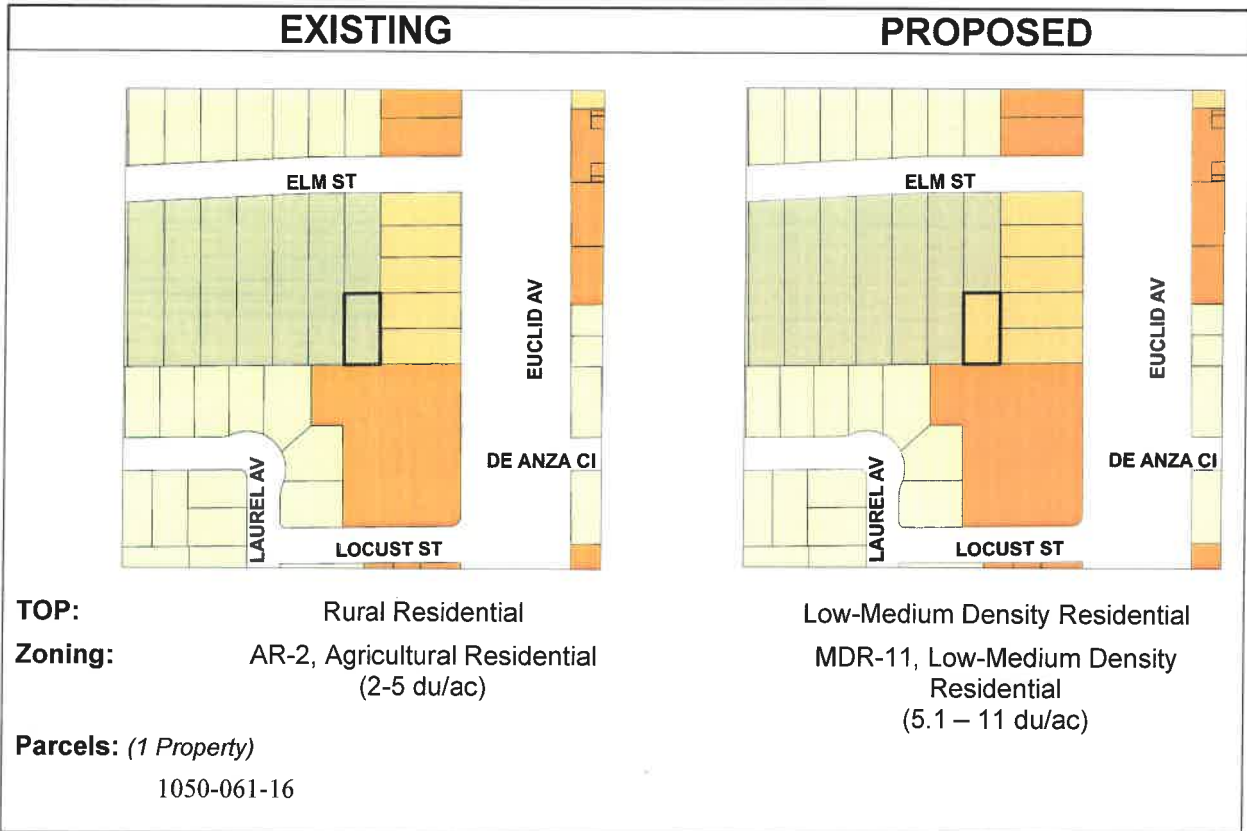 EXISTING
PROPOSED
ELM ST
EUCLID AV
DE ANZA CI
LAUREL AV
LOCUST ST
ELM ST
EUCLID AV
DE ANZA CI
LAUREL AV
LOCUST ST
TOP:
Rural Residential
Low-Medium Density Residential
Zoning:
AR-2, Agricultural Residential
(2-5 du/ac)
MDR-11, Low-Medium Density
Residential
(5.1 – 11 du/ac)
Parcels: (1 Property)
1050-061-16